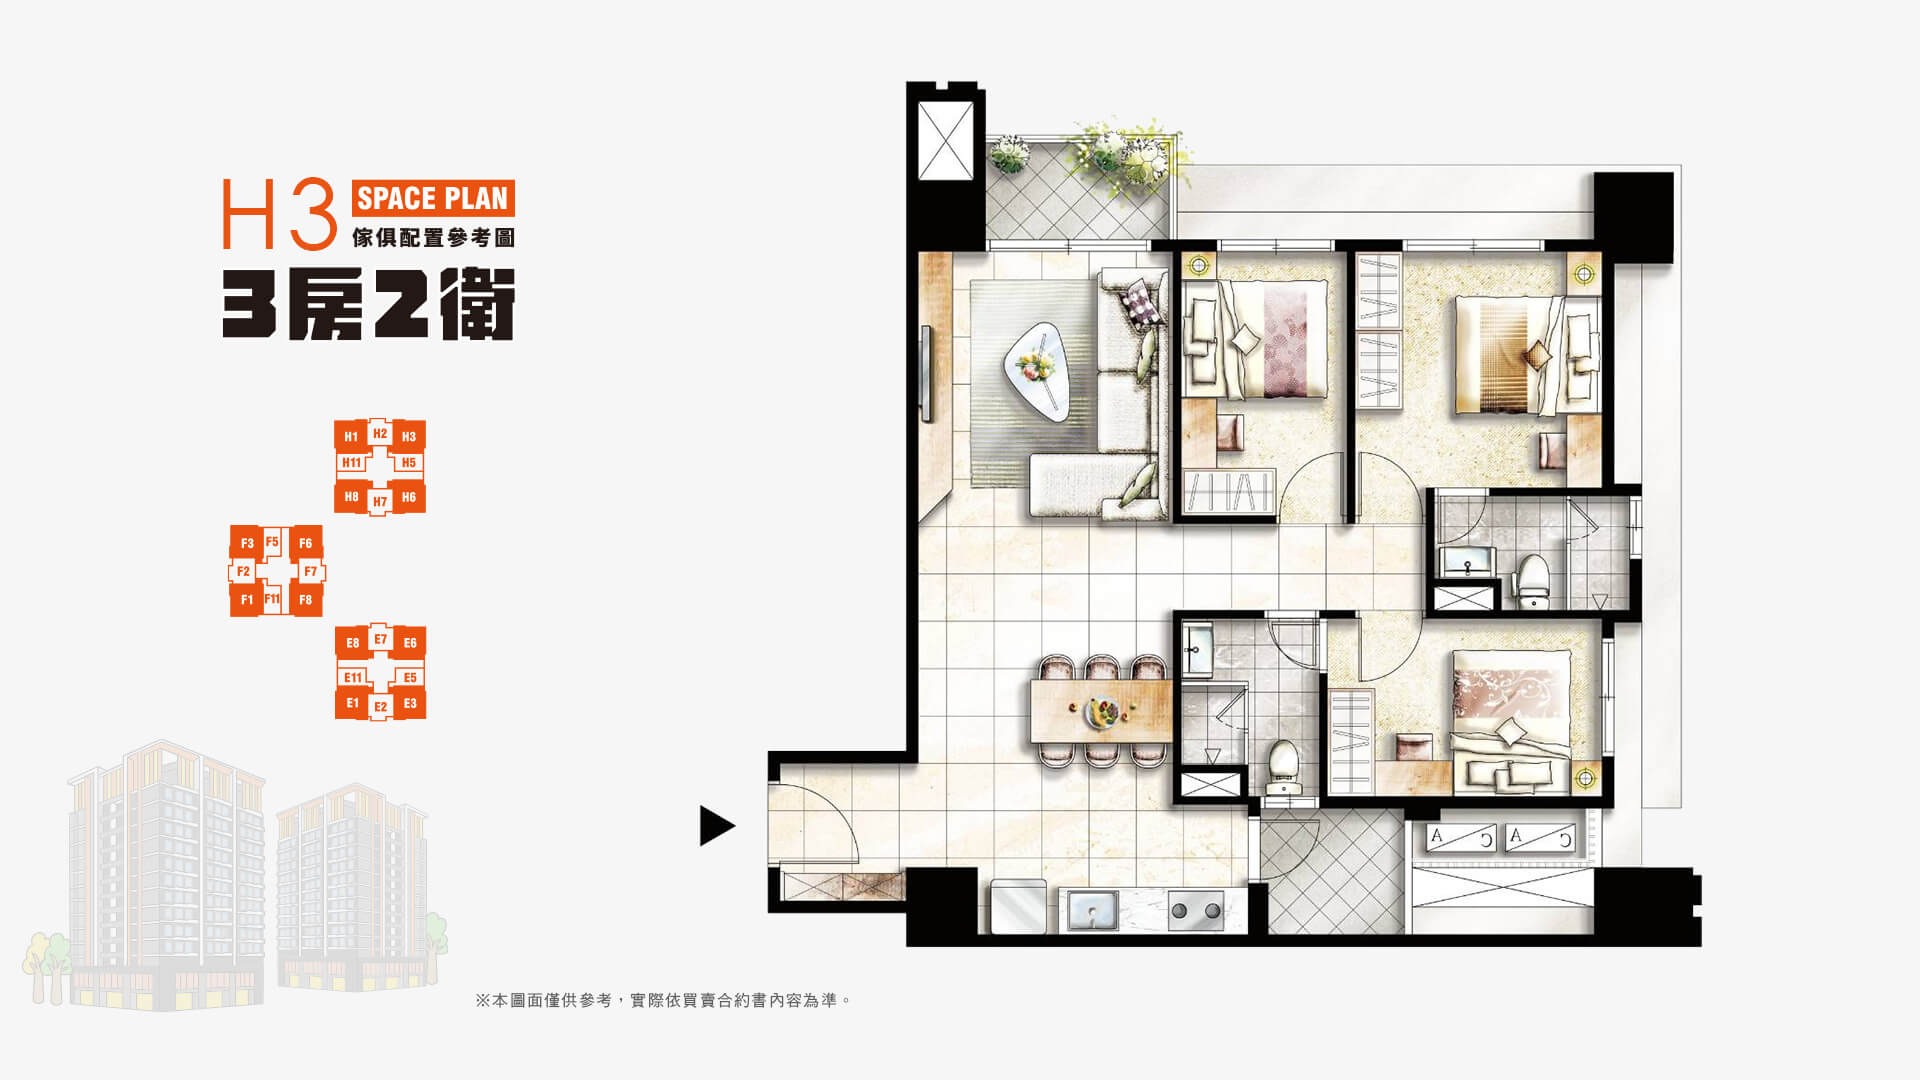 H3
SPACE PLAN
傢俱配置參考圖
3房2衛
H1 H2 H3
H11 H5
H8 H7 H6
F3 F5 F6
F2 F7
F1 F11 F8
E8 E7 E6
E11 E5
E1 E2 E3
A C A C
※本圖面僅供參考，實際依買賣合約書內容為準。